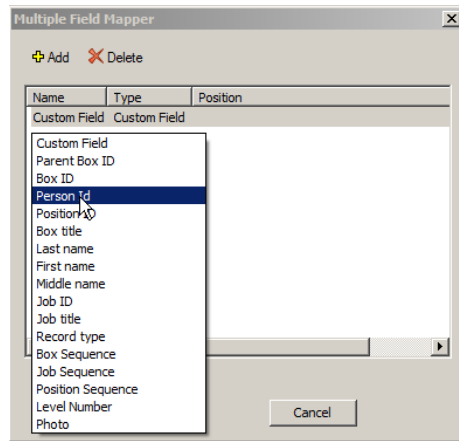 Multiple Field Mapper
Add Delete
Name Type Position
Custom Field Custom Field
Custom Field
Parent Box ID
Box ID
Person Id
Position ID
Box title
Last name
First name
Middle name
Job ID
Job title
Record type
Box Sequence
Job Sequence
Position Sequence
Level Number
Photo
Cancel